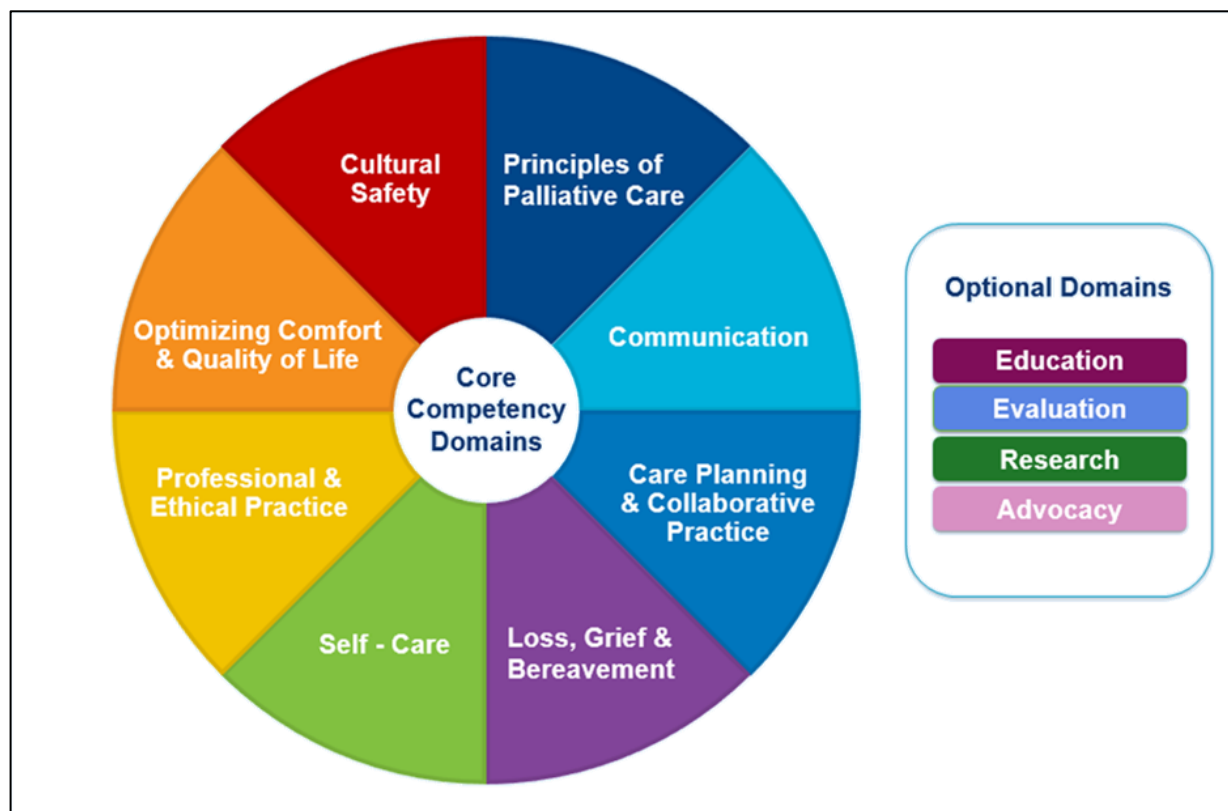 Cultural
Safety
Principles of
Palliative Care
Communication
Care Planning
& Collaborative
Practice
Loss, Grief &
Bereavement
Self - Care
Professional &
Ethical Practice
Optimizing Comfort
& Quality of Life
Core
Competency
Domains
Optional Domains
Education
Evaluation
Research
Advocacy